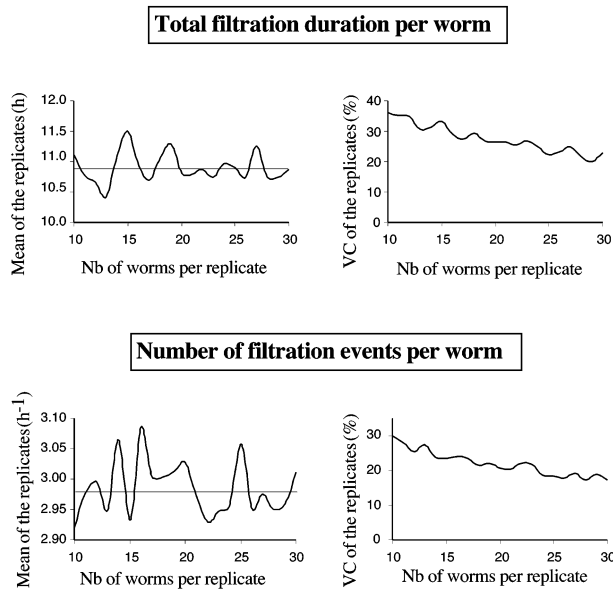 Total filtration duration per worm
Mean of the replicates (h)
12.0
11.5
11.0
10.5
10.0
10 15 20 25 30
Nb of worms per replicate
VC of the replicates (%)
40
30
20
10
0
10 15 20 25 30
Nb of worms per replicate
Number of filtration events per worm
Mean of the replicates (h-1)
3.10
3.05
3.00
2.95
2.90
10 15 20 25 30
Nb of worms per replicate
VC of the replicates (%)
30
20
10
0
10 15 20 25 30
Nb of worms per replicate